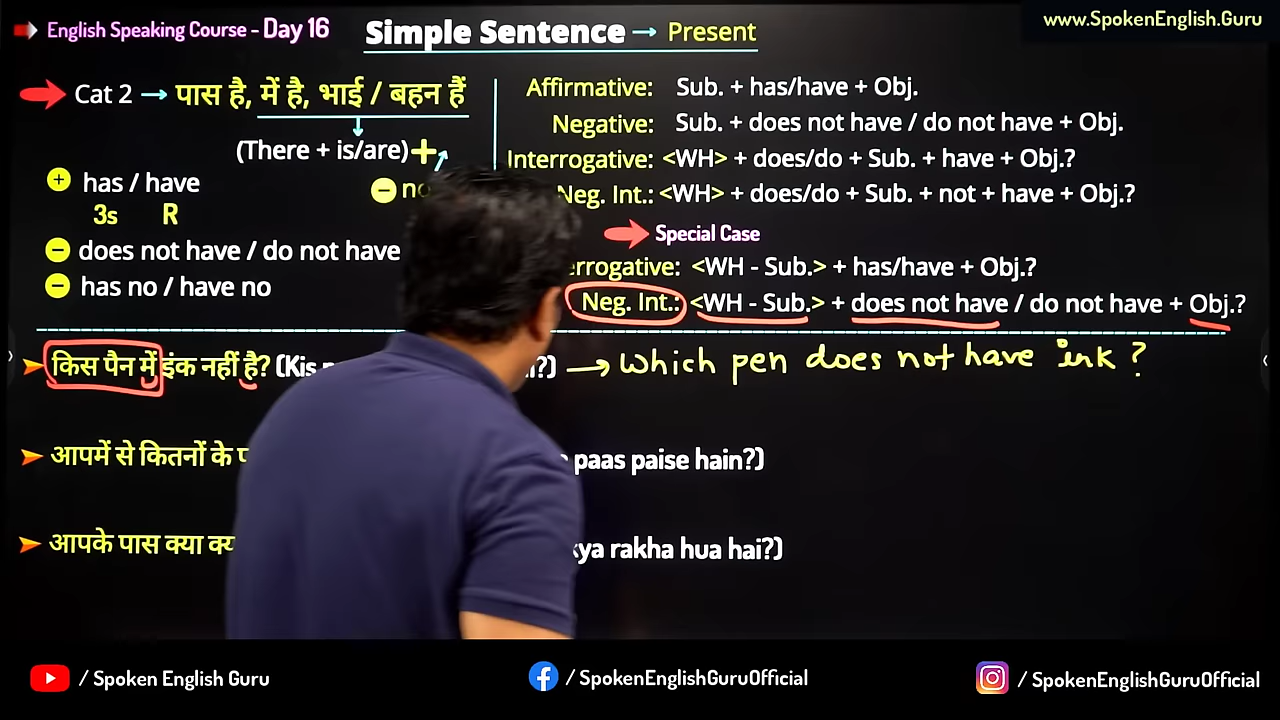 English Speaking Course - Day 16
Simple Sentence → Present
www.SpokenEnglish.Guru
Cat 2 → पास है, में है, भाई / बहन हैं
(There + is/are) +
+ has / have
3s R
− does not have / do not have
− has no / have no
Affirmative: Sub. + has/have + Obj.
Negative: Sub. + does not have / do not have + Obj.
Interrogative: <WH> + does/do + Sub. + have + Obj.?
Neg. Int.: <WH> + does/do + Sub. + not + have + Obj.?
Special Case
<WH - Sub.> + has/have + Obj.?
Neg. Int.: <WH - Sub.> + does not have / do not have + Obj.?
किस पैन में इंक नहीं है? (Kis → Which pen does not have ink ?
आपमें से कितनों के paas paise hain?)
आपके पास क्या rakha hua hai?)
/ Spoken English Guru
/ SpokenEnglishGuruOfficial
/ SpokenEnglishGuruOfficial